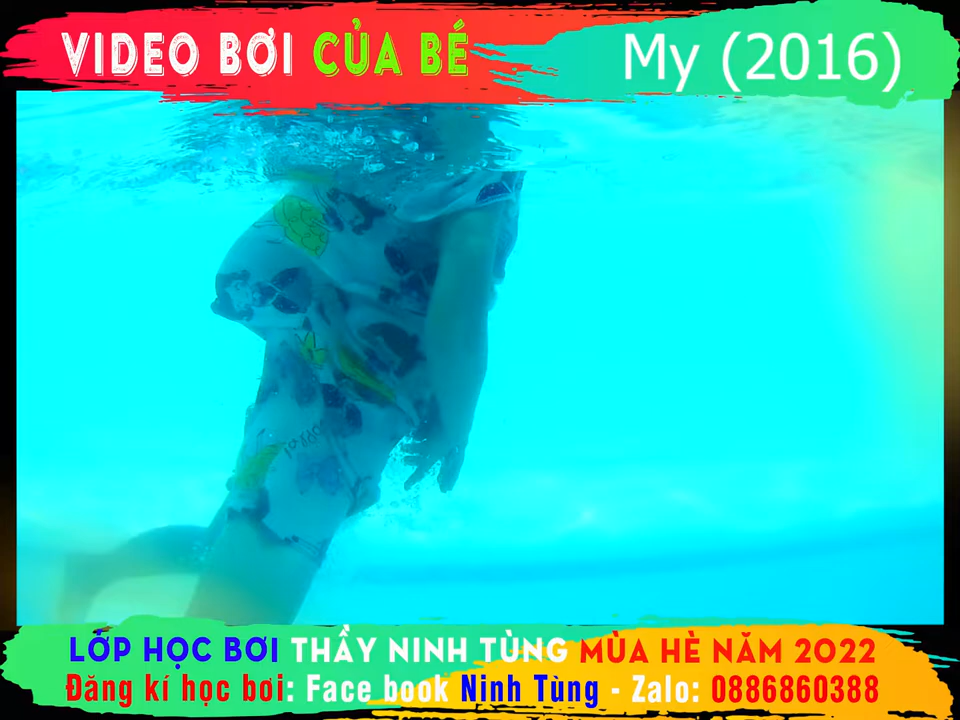 VIDEO BƠI CỦA BÉ
My (2016)
LỚP HỌC BƠI THẦY NINH TÙNG MÙA HÈ NĂM 2022
Đăng kí học bơi: Face book Ninh Tùng - Zalo: 0886860388